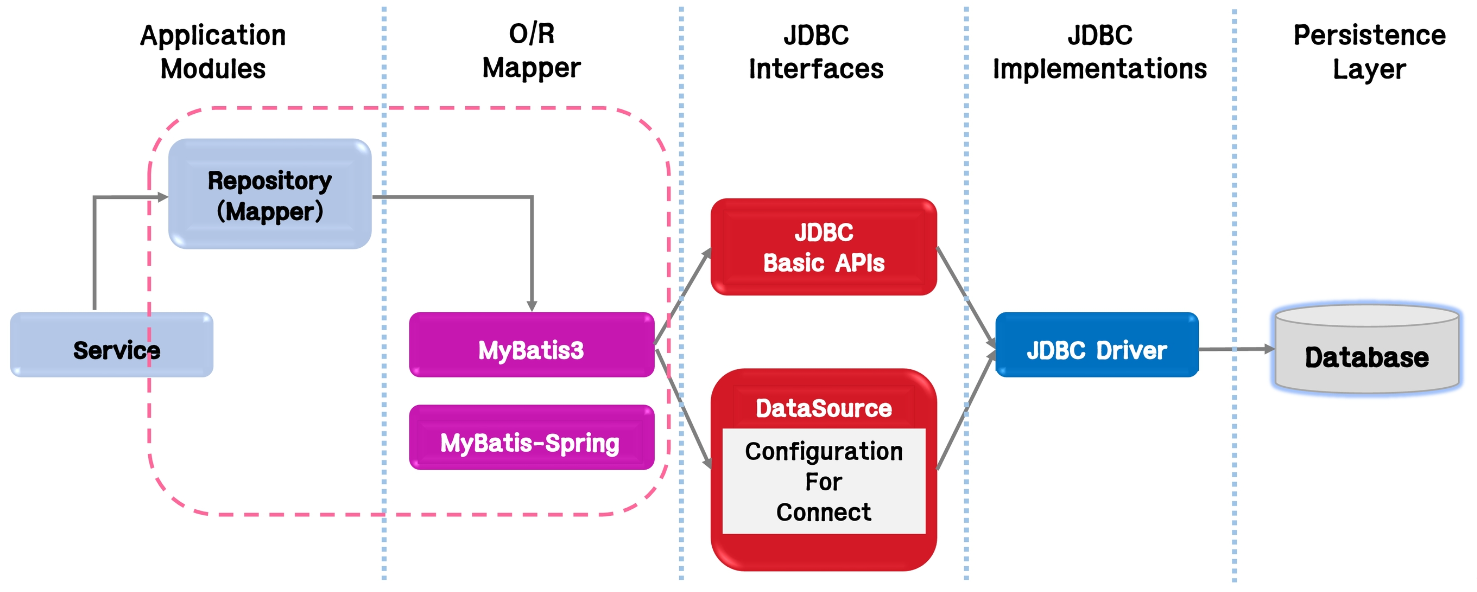 Application
Modules
O/R
Mapper
JDBC
Interfaces
JDBC
Implementations
Persistence
Layer
Repository
(Mapper)
Service
MyBatis3
MyBatis-Spring
JDBC
Basic APIs
DataSource
Configuration
For
Connect
JDBC Driver
Database